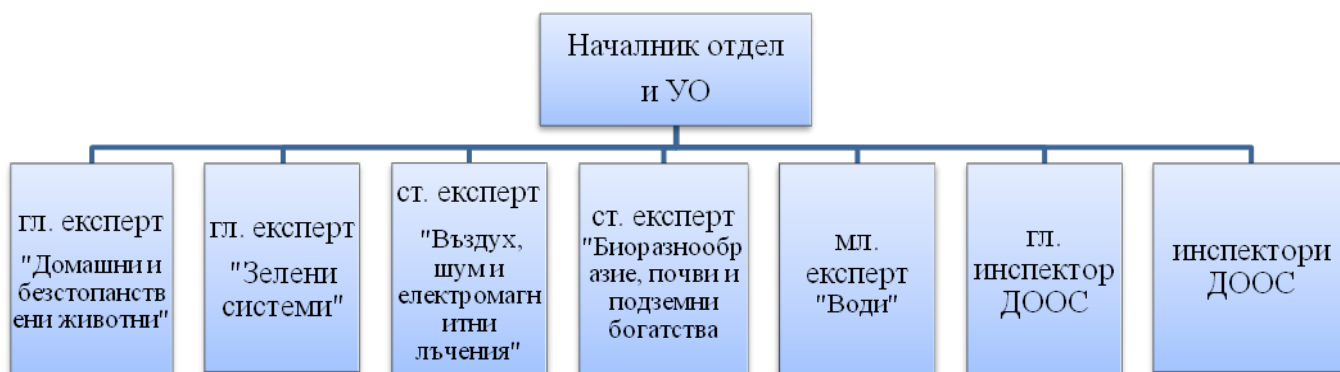 Началник отдел
и УО
гл. експерт
"Домашни и
безстопанств
ени животни"
гл. експерт
"Зелени
системи"
ст. експерт
"Въздух,
шум и
електромагн
итни
лъчения"
ст. експерт
"Биоразнообр
азие, почви и
подземни
богатства
мл.
експерт
"Води"
гл.
инспектор
ДООС
инспектори
ДООС